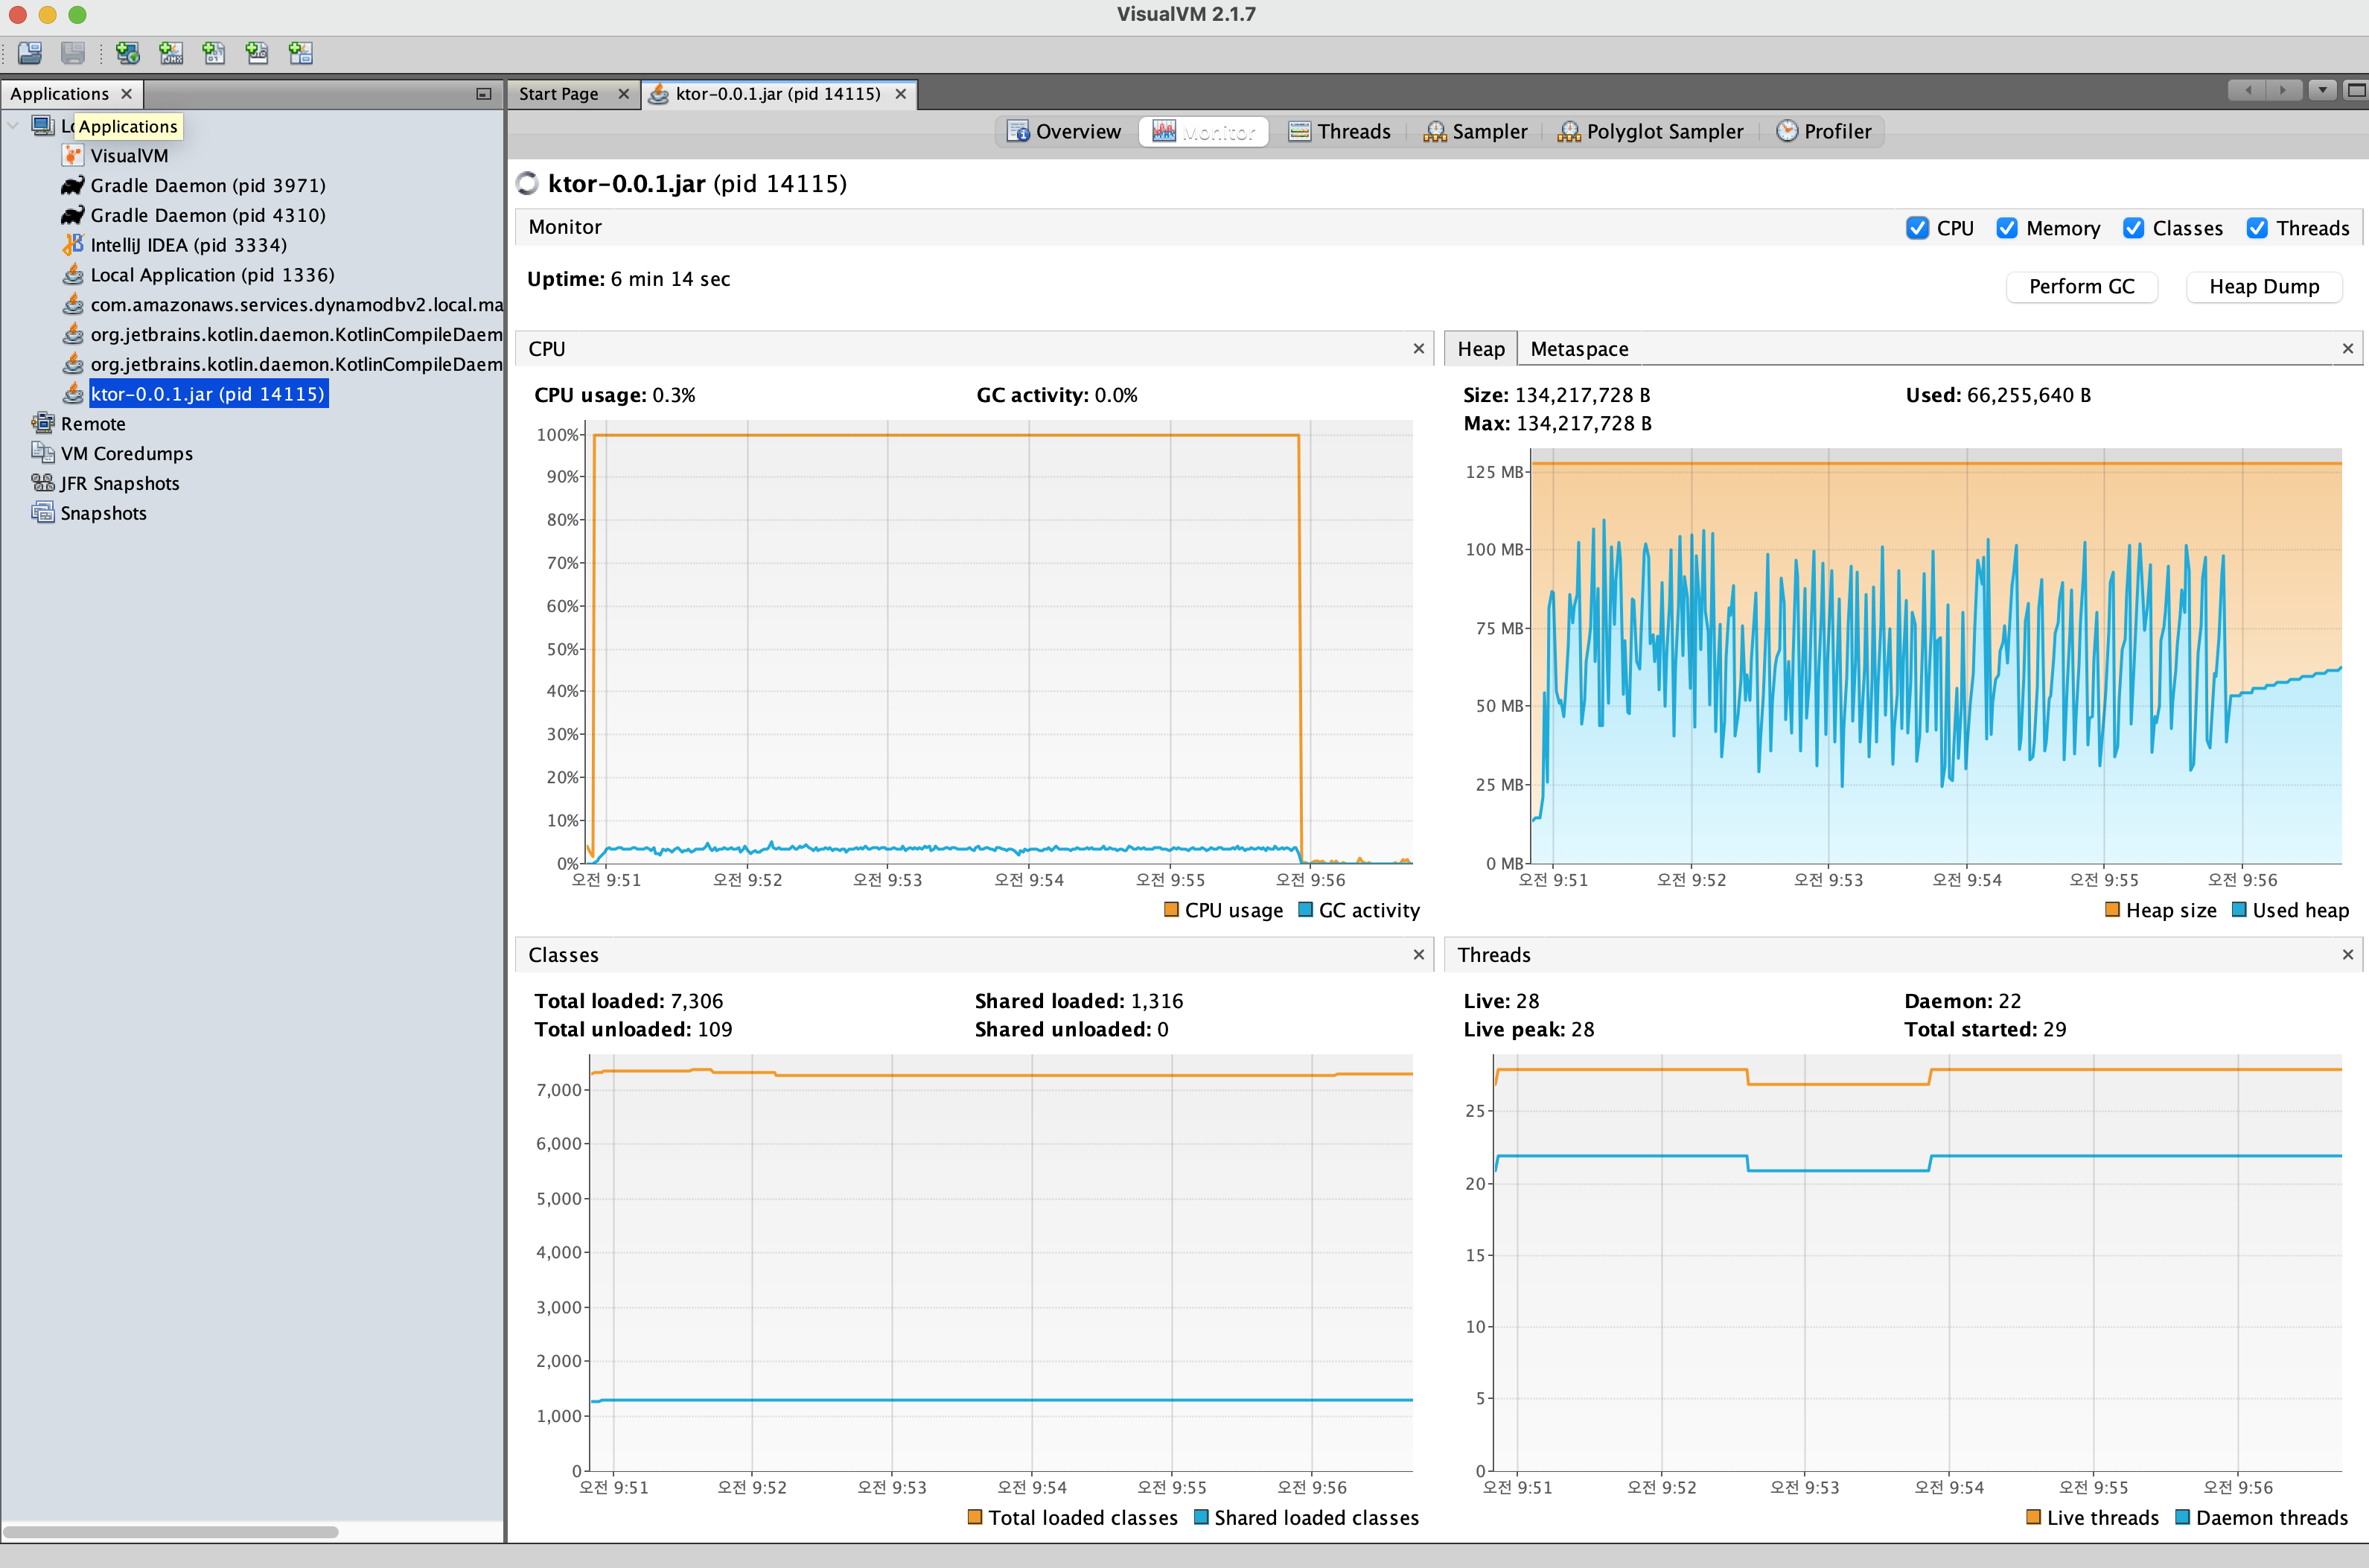 VisualVM 2.1.7
Applications
Start Page
ktor-0.0.1.jar (pid 14115)
Applications
VisualVM
Gradle Daemon (pid 3971)
Gradle Daemon (pid 4310)
IntelliJ IDEA (pid 3334)
Local Application (pid 1336)
com.amazonaws.services.dynamodbv2.local.ma
org.jetbrains.kotlin.daemon.KotlinCompileDaem
org.jetbrains.kotlin.daemon.KotlinCompileDaem
ktor-0.0.1.jar (pid 14115)
Remote
VM Coredumps
JFR Snapshots
Snapshots
Overview Monitor Threads Sampler Polyglot Sampler Profiler
ktor-0.0.1.jar (pid 14115)
Monitor
CPU Memory Classes Threads
Uptime: 6 min 14 sec
Perform GC Heap Dump
CPU
CPU usage: 0.3% GC activity: 0.0%
100%
90%
80%
70%
60%
50%
40%
30%
20%
10%
0%
오전 9:51 오전 9:52 오전 9:53 오전 9:54 오전 9:55 오전 9:56
CPU usage GC activity
Heap Metaspace
Size: 134,217,728 B Used: 66,255,640 B
Max: 134,217,728 B
125 MB
100 MB
75 MB
50 MB
25 MB
0 MB
오전 9:51 오전 9:52 오전 9:53 오전 9:54 오전 9:55 오전 9:56
Heap size Used heap
Classes
Total loaded: 7,306 Shared loaded: 1,316
Total unloaded: 109 Shared unloaded: 0
7,000
6,000
5,000
4,000
3,000
2,000
1,000
0
오전 9:51 오전 9:52 오전 9:53 오전 9:54 오전 9:55 오전 9:56
Total loaded classes Shared loaded classes
Threads
Live: 28 Daemon: 22
Live peak: 28 Total started: 29
25
20
15
10
5
0
오전 9:51 오전 9:52 오전 9:53 오전 9:54 오전 9:55 오전 9:56
Live threads Daemon threads